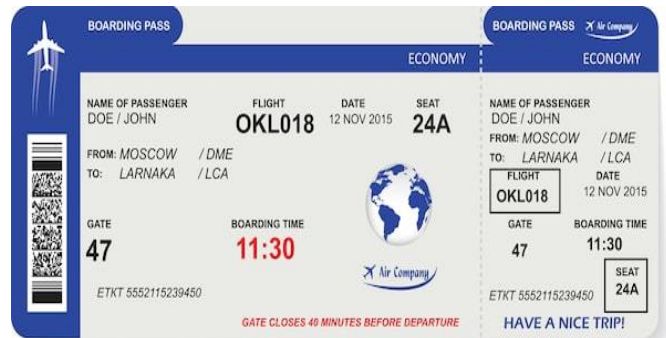 BOARDING PASS
ECONOMY
NAME OF PASSENGER
DOE / JOHN
FLIGHT
OKL018
DATE
12 NOV 2015
SEAT
24A
FROM: MOSCOW / DME
TO: LARNAKA / LCA
GATE
47
BOARDING TIME
11:30
Air Company
ETKT 5552115239450
GATE CLOSES 40 MINUTES BEFORE DEPARTURE
BOARDING PASS Air Company
ECONOMY
NAME OF PASSENGER
DOE / JOHN
FROM: MOSCOW / DME
TO: LARNAKA / LCA
FLIGHT
OKL018
DATE
12 NOV 2015
GATE
47
BOARDING TIME
11:30
SEAT
24A
ETKT 5552115239450
HAVE A NICE TRIP!